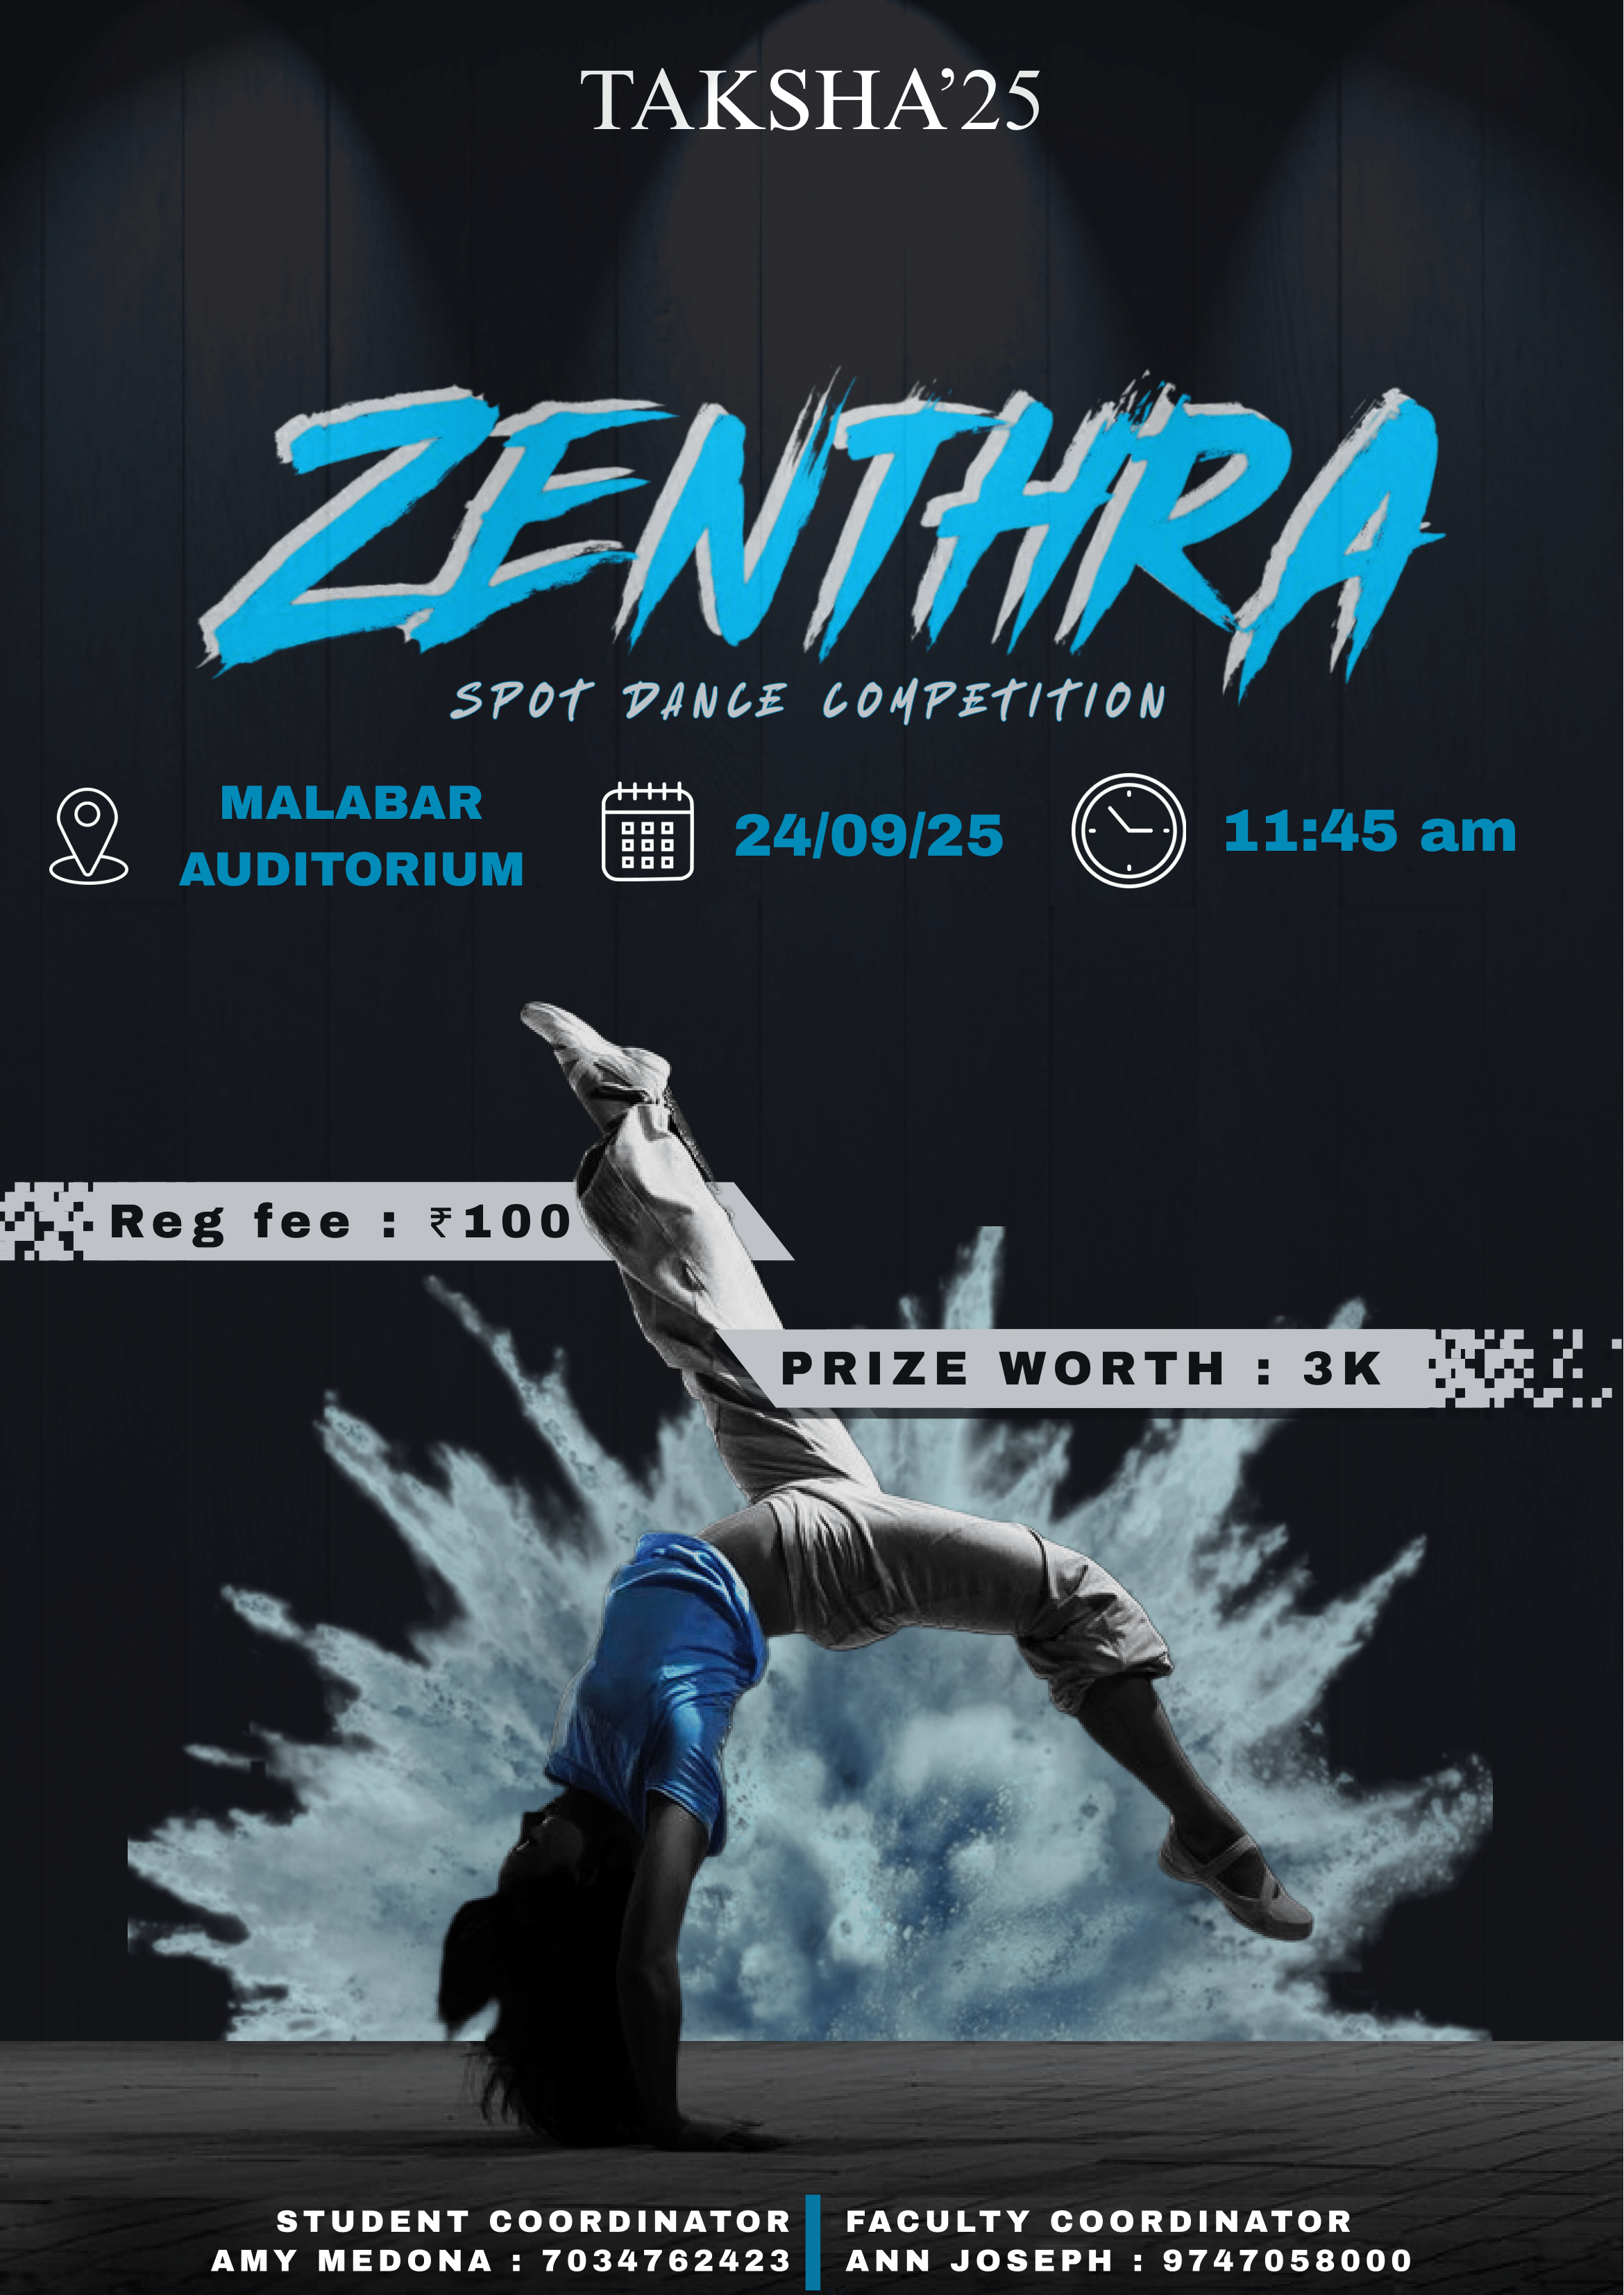 TAKSHA’25
ZENTHRA
SPOT DANCE COMPETITION
MALABAR
AUDITORIUM
24/09/25
11:45 am
Reg fee : ₹100
PRIZE WORTH : 3K
STUDENT COORDINATOR
AMY MEDONA : 7034762423
FACULTY COORDINATOR
ANN JOSEPH : 9747058000